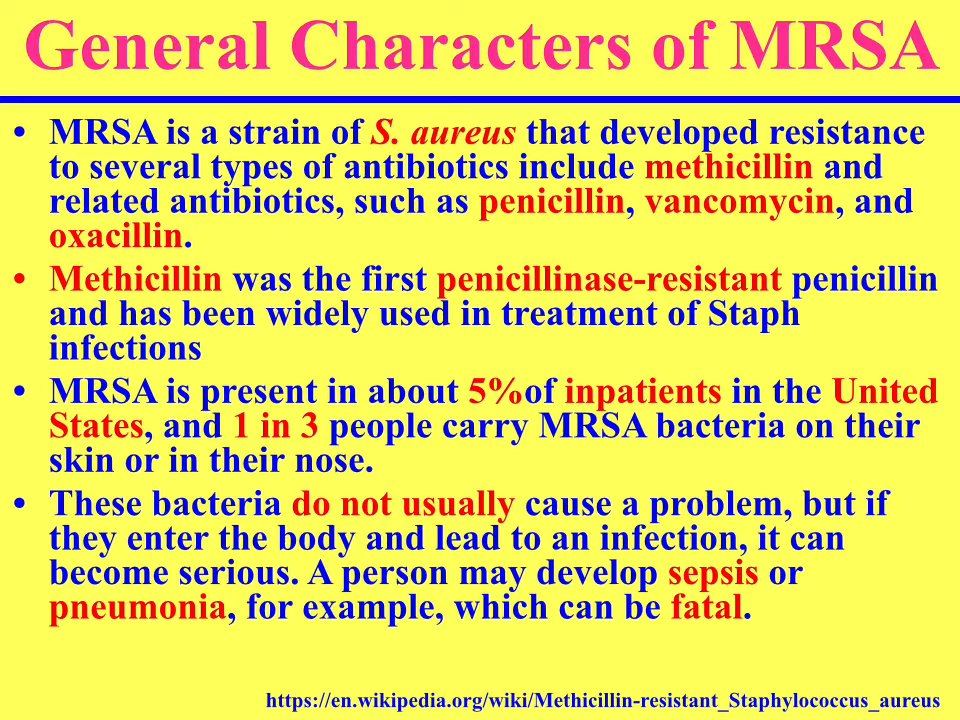 General Characters of MRSA
• MRSA is a strain of S. aureus that developed resistance
to several types of antibiotics include methicillin and
related antibiotics, such as penicillin, vancomycin, and
oxacillin.
• Methicillin was the first penicillinase-resistant penicillin
and has been widely used in treatment of Staph
infections
• MRSA is present in about 5%of inpatients in the United
States, and 1 in 3 people carry MRSA bacteria on their
skin or in their nose.
• These bacteria do not usually cause a problem, but if
they enter the body and lead to an infection, it can
become serious. A person may develop sepsis or
pneumonia, for example, which can be fatal.
https://en.wikipedia.org/wiki/Methicillin-resistant_Staphylococcus_aureus